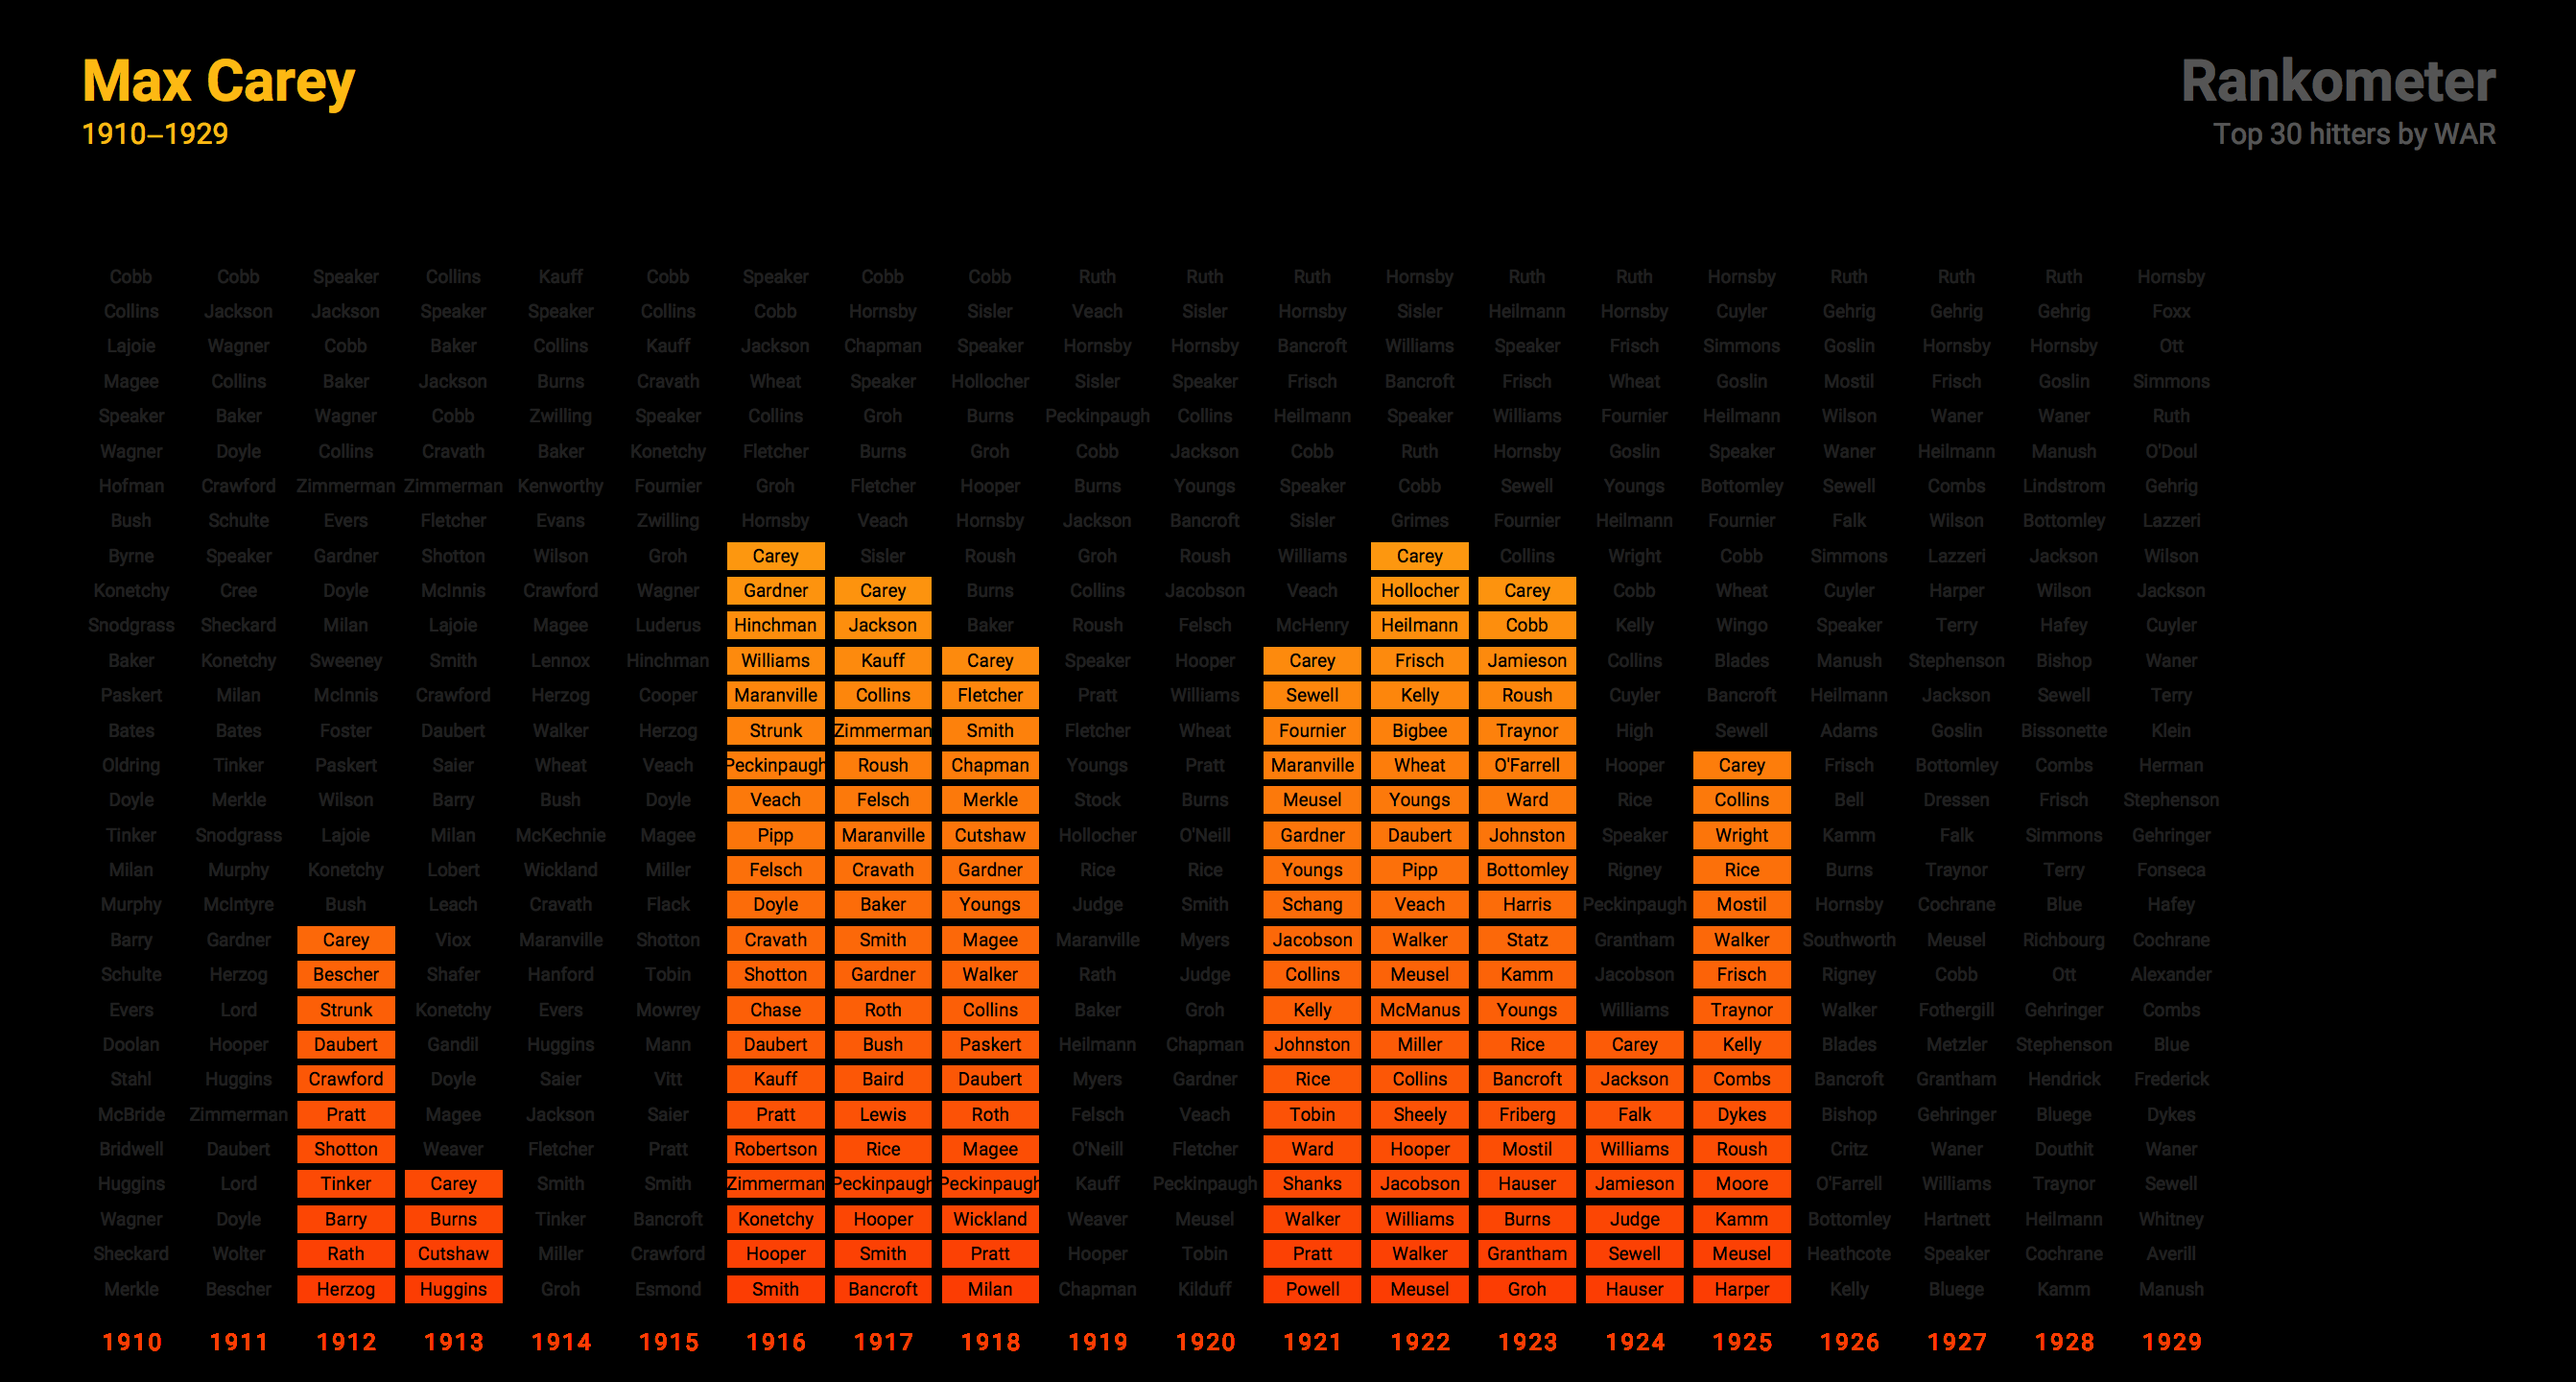 Max Carey
1910–1929
Rankometer
Top 30 hitters by WAR
Cobb Cobb Speaker Collins Kauff Cobb Speaker Cobb Cobb Ruth Ruth Ruth Hornsby Ruth Ruth Hornsby Ruth Ruth Ruth Hornsby
Collins Jackson Jackson Speaker Speaker Collins Cobb Hornsby Sisler Veach Sisler Hornsby Sisler Heilmann Hornsby Cuyler Gehrig Gehrig Gehrig Foxx
Lajoie Wagner Cobb Baker Collins Kauff Jackson Chapman Speaker Hornsby Hornsby Bancroft Williams Speaker Frisch Simmons Goslin Hornsby Hornsby Ott
Magee Collins Baker Jackson Burns Cravath Wheat Speaker Hollocher Sisler Speaker Frisch Bancroft Frisch Wheat Goslin Mostil Frisch Goslin Simmons
Speaker Baker Wagner Cobb Zwilling Speaker Collins Groh Burns Peckinpaugh Collins Heilmann Speaker Williams Fournier Heilmann Wilson Waner Waner Ruth
Wagner Doyle Collins Cravath Baker Konetchy Fletcher Burns Groh Cobb Jackson Cobb Ruth Hornsby Goslin Speaker Waner Heilmann Manush O'Doul
Hofman Crawford Zimmerman Zimmerman Kenworthy Fournier Groh Fletcher Hooper Burns Youngs Speaker Cobb Sewell Youngs Bottomley Sewell Combs Lindstrom Gehrig
Bush Schulte Evers Fletcher Evans Zwilling Hornsby Veach Hornsby Jackson Bancroft Sisler Grimes Fournier Heilmann Fournier Falk Wilson Bottomley Lazzeri
Byrne Speaker Gardner Shotton Wilson Groh Carey Sisler Roush Groh Roush Williams Carey Collins Wright Cobb Simmons Lazzeri Jackson Wilson
Konetchy Cree Doyle McInnis Crawford Wagner Gardner Carey Burns Collins Jacobson Veach Hollocher Carey Cobb Wheat Cuyler Harper Wilson Jackson
Snodgrass Sheckard Milan Lajoie Magee Luderus Hinchman Jackson Baker Roush Felsch McHenry Heilmann Cobb Kelly Wingo Speaker Terry Hafey Cuyler
Baker Konetchy Sweeney Smith Lennox Hinchman Williams Kauff Carey Speaker Hooper Carey Frisch Jamieson Collins Blades Manush Stephenson Bishop Waner
Paskert Milan McInnis Crawford Herzog Cooper Maranville Collins Fletcher Pratt Williams Sewell Kelly Roush Cuyler Bancroft Heilmann Jackson Sewell Terry
Bates Bates Foster Daubert Walker Herzog Strunk Zimmerman Smith Fletcher Wheat Fournier Bigbee Traynor High Sewell Adams Goslin Bissonette Klein
Oldring Tinker Paskert Saier Wheat Veach Peckinpaugh Roush Chapman Youngs Pratt Maranville Wheat O'Farrell Hooper Carey Frisch Bottomley Combs Herman
Doyle Merkle Wilson Barry Bush Doyle Veach Felsch Merkle Stock Burns Meusel Youngs Ward Rice Collins Bell Dressen Frisch Stephenson
Tinker Snodgrass Lajoie Milan McKechnie Magee Pipp Maranville Cutshaw Hollocher O'Neill Gardner Daubert Johnston Speaker Wright Kamm Falk Simmons Gehringer
Milan Murphy Konetchy Lobert Wickland Miller Felsch Cravath Gardner Rice Rice Youngs Pipp Bottomley Rigney Rice Burns Traynor Terry Fonseca
Murphy McIntyre Bush Leach Cravath Flack Doyle Baker Youngs Judge Smith Schang Veach Harris Peckinpaugh Mostil Hornsby Cochrane Blue Hafey
Barry Gardner Carey Viox Maranville Shotton Cravath Smith Magee Maranville Myers Jacobson Walker Statz Grantham Walker Southworth Meusel Richbourg Cochrane
Schulte Herzog Bescher Shafer Hanford Tobin Shotton Gardner Walker Rath Judge Collins Meusel Kamm Jacobson Frisch Rigney Cobb Ott Alexander
Evers Lord Strunk Konetchy Evers Mowrey Chase Roth Collins Baker Groh Kelly McManus Youngs Williams Traynor Walker Fothergill Gehringer Combs
Doolan Hooper Daubert Gandil Huggins Mann Daubert Bush Paskert Heilmann Chapman Johnston Miller Rice Carey Kelly Blades Metzler Stephenson Blue
Stahl Huggins Crawford Doyle Saier Vitt Kauff Baird Daubert Myers Gardner Rice Collins Bancroft Jackson Combs Bancroft Grantham Hendrick Frederick
McBride Zimmerman Pratt Magee Jackson Saier Pratt Lewis Roth Felsch Veach Tobin Sheely Friberg Falk Dykes Bishop Gehringer Bluege Dykes
Bridwell Daubert Shotton Weaver Fletcher Pratt Robertson Rice Magee O'Neill Fletcher Ward Hooper Mostil Williams Roush Critz Waner Douthit Waner
Huggins Lord Tinker Carey Smith Smith Zimmerman Peckinpaugh Peckinpaugh Kauff Peckinpaugh Shanks Jacobson Hauser Jamieson Moore O'Farrell Williams Traynor Sewell
Wagner Doyle Barry Burns Tinker Bancroft Konetchy Hooper Wickland Weaver Meusel Walker Williams Burns Judge Kamm Bottomley Hartnett Heilmann Whitney
Sheckard Wolter Rath Cutshaw Miller Crawford Hooper Smith Pratt Hooper Tobin Pratt Walker Grantham Sewell Meusel Heathcote Speaker Cochrane Averill
Merkle Bescher Herzog Huggins Groh Esmond Smith Bancroft Milan Chapman Kilduff Powell Meusel Groh Hauser Harper Kelly Bluege Kamm Manush
1910 1911 1912 1913 1914 1915 1916 1917 1918 1919 1920 1921 1922 1923 1924 1925 1926 1927 1928 1929